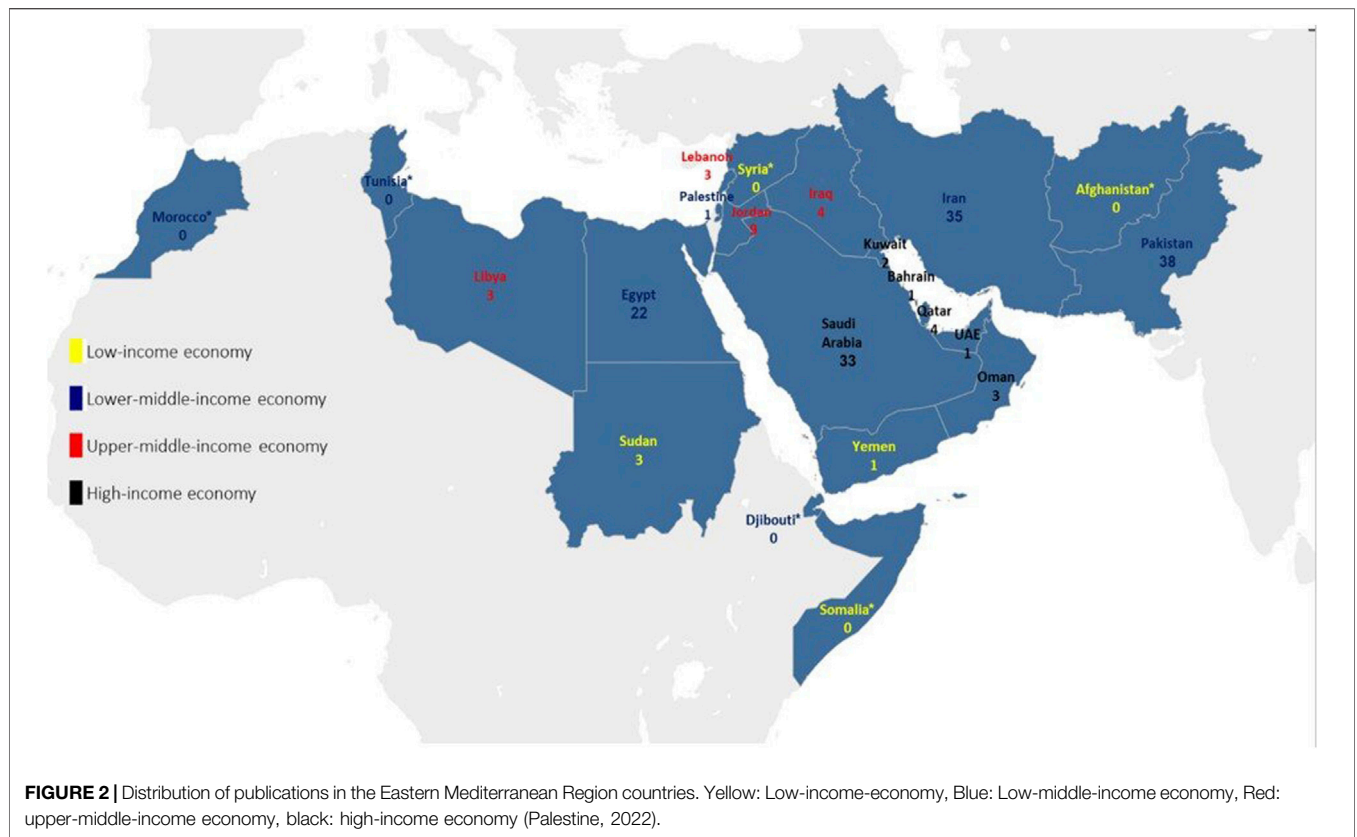 Lebanon
3
Syria*
0
Tunisia*
0
Morocco*
0
Palestine
1
Jordan
9
Iraq
4
Iran
35
Afghanistan*
0
Pakistan
38
Kuwait
2
Bahrain
1
Qatar
4
UAE
1
Oman
3
Saudi
Arabia
33
Libya
3
Egypt
22
Sudan
3
Yemen
1
Djibouti*
0
Somalia*
0
Low-income economy
Lower-middle-income economy
Upper-middle-income economy
High-income economy
FIGURE 2 | Distribution of publications in the Eastern Mediterranean Region countries. Yellow: Low-income-economy, Blue: Low-middle-income economy, Red:
upper-middle-income economy, black: high-income economy (Palestine, 2022).